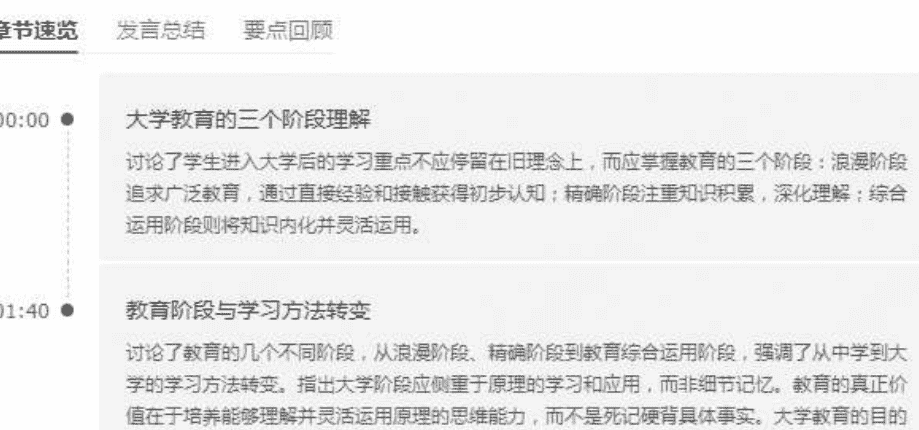 章节速览 发言总结 要点回顾
00:00 大学教育的三个阶段理解
讨论了学生进入大学后的学习重点不应停留在旧理念上，而应掌握教育的三个阶段：浪漫阶段
追求广泛教育，通过直接经验和接触获得初步认知；精确阶段注重知识积累，深化理解；综合
运用阶段则将知识内化并灵活运用。
01:40 教育阶段与学习方法转变
讨论了教育的几个不同阶段，从浪漫阶段、精确阶段到教育综合运用阶段，强调了从中学到大
学的学习方法转变。指出大学阶段应侧重于原理的学习和应用，而非细节记忆。教育的真正价
值在于培养能够理解并灵活运用原理的思维能力，而不是死记硬背具体事实。大学教育的目的